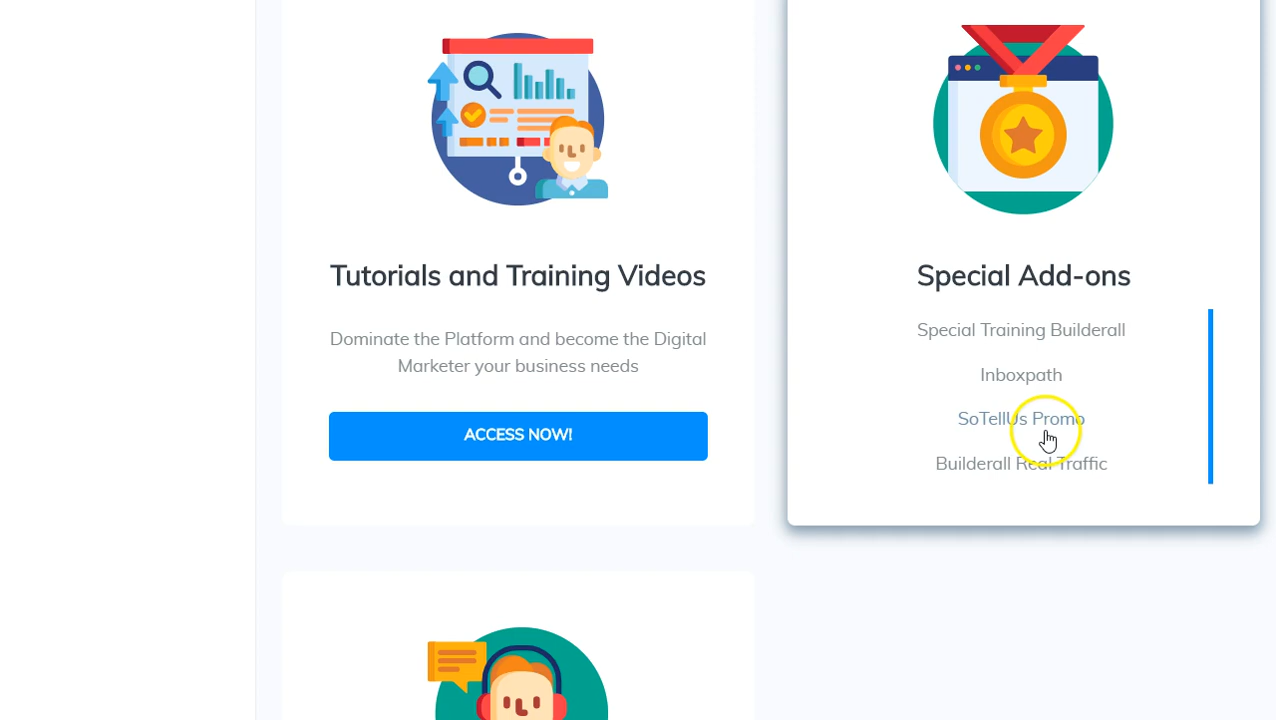 Tutorials and Training Videos
Dominate the Platform and become the Digital
Marketer your business needs
ACCESS NOW!
Special Add-ons
Special Training Builderall
Inboxpath
SoTellUs Promo
Builderall Real Traffic